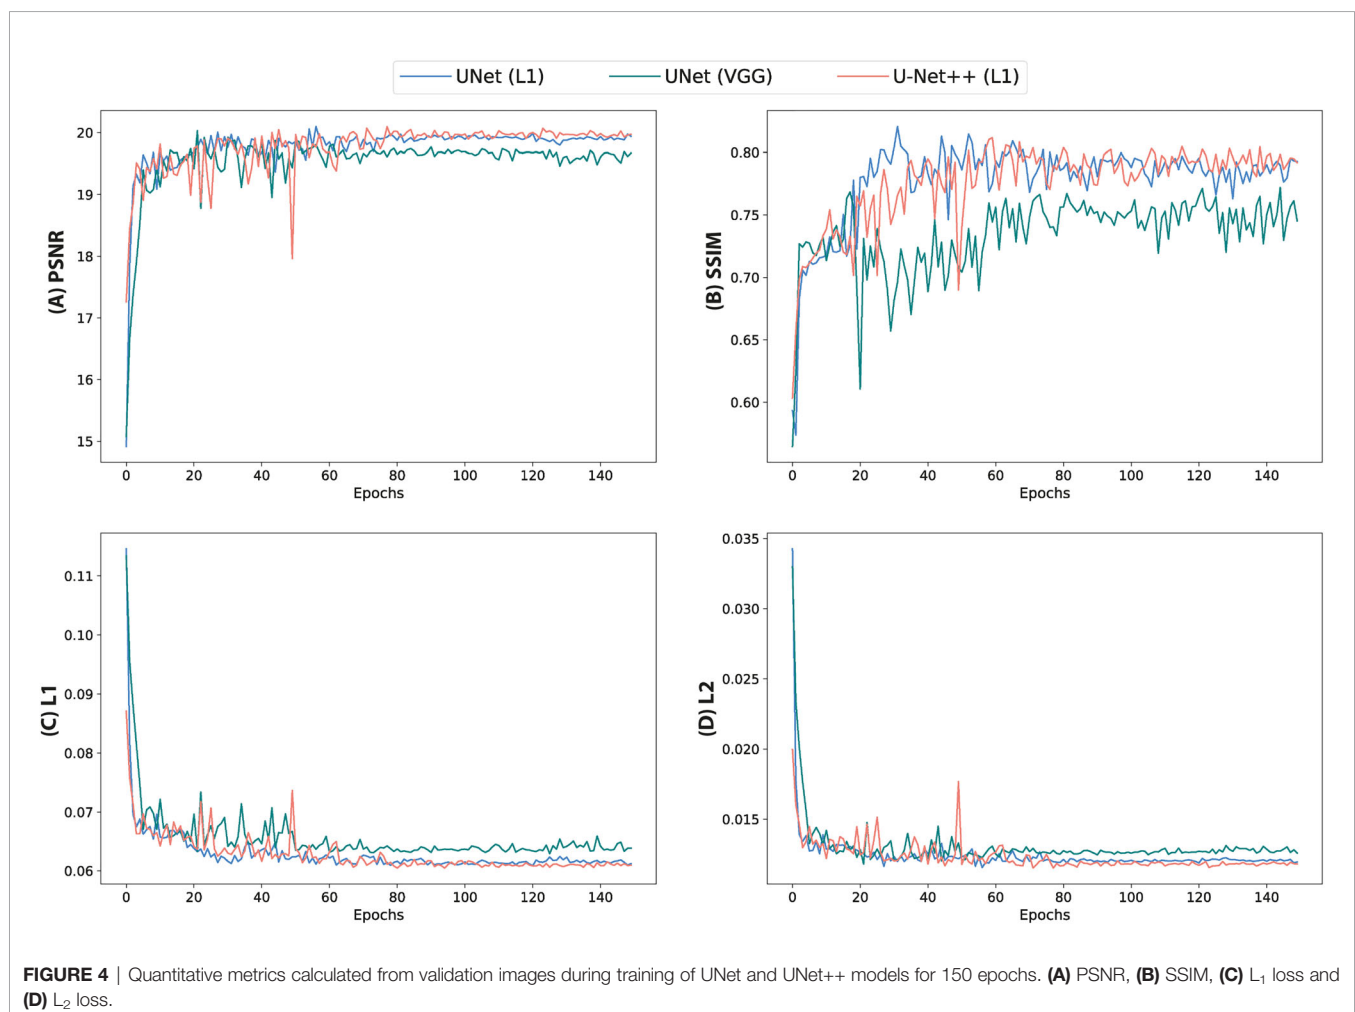 UNet (L1) UNet (VGG) U-Net++ (L1)
(A) PSNR
20
19
18
17
16
15
0 20 40 60 80 100 120 140
Epochs
(B) SSIM
0.80
0.75
0.70
0.65
0.60
0 20 40 60 80 100 120 140
Epochs
(C) L1
0.11
0.10
0.09
0.08
0.07
0.06
0 20 40 60 80 100 120 140
Epochs
(D) L2
0.035
0.030
0.025
0.020
0.015
0 20 40 60 80 100 120 140
Epochs
FIGURE 4 | Quantitative metrics calculated from validation images during training of UNet and UNet++ models for 150 epochs. (A) PSNR, (B) SSIM, (C) L₁ loss and
(D) L₂ loss.